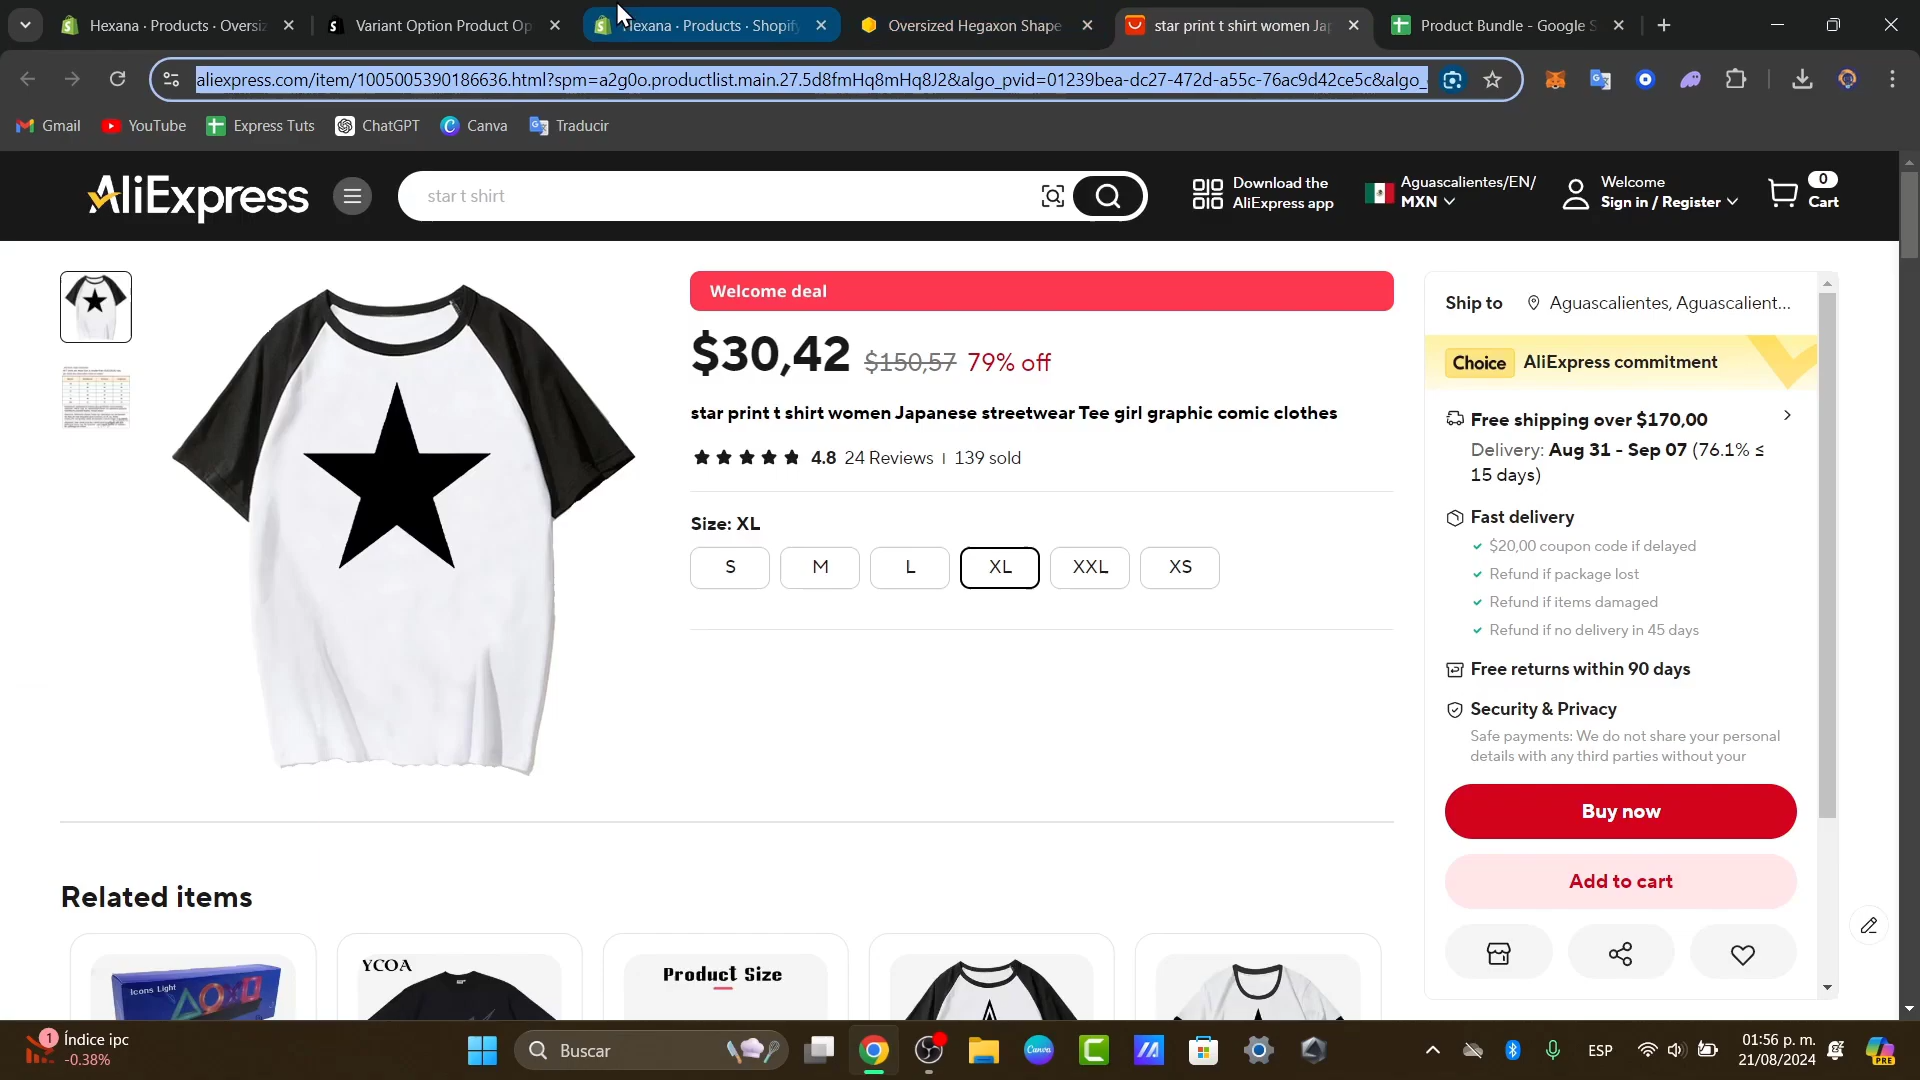 Hexana · Products · Oversiz
Variant Option Product Op
Hexana · Products · Shopify
Oversized Hegaxon Shape
star print t shirt women Jap
Product Bundle - Google S
aliexpress.com/item/1005005390186636.html?spm=a2g0o.productlist.main.27.5d8fmHq8mHq8J2&algo_pvid=01239bea-dc27-472d-a55c-76ac9d42ce5c&algo_
Gmail
YouTube
Express Tuts
ChatGPT
Canva
Traducir
AliExpress
star t shirt
Download the
AliExpress app
Aguascalientes/EN/
MXN
Welcome
Sign in / Register
0
Cart
Welcome deal
$30,42 $150,57 79% off
star print t shirt women Japanese streetwear Tee girl graphic comic clothes
4.8 24 Reviews | 139 sold
Size: XL
S
M
L
XL
XXL
XS
Ship to Aguascalientes, Aguascalient...
Choice AliExpress commitment
Free shipping over $170,00
Delivery: Aug 31 - Sep 07 (76.1% ≤
15 days)
Fast delivery
$20,00 coupon code if delayed
Refund if package lost
Refund if items damaged
Refund if no delivery in 45 days
Free returns within 90 days
Security & Privacy
Safe payments: We do not share your personal
details with any third parties without your
Buy now
Add to cart
Related items
Icons Light
YCOA
Product Size
1
Índice ipc
-0.38%
Buscar
Canva
ESP
01:56 p. m.
21/08/2024
PRE